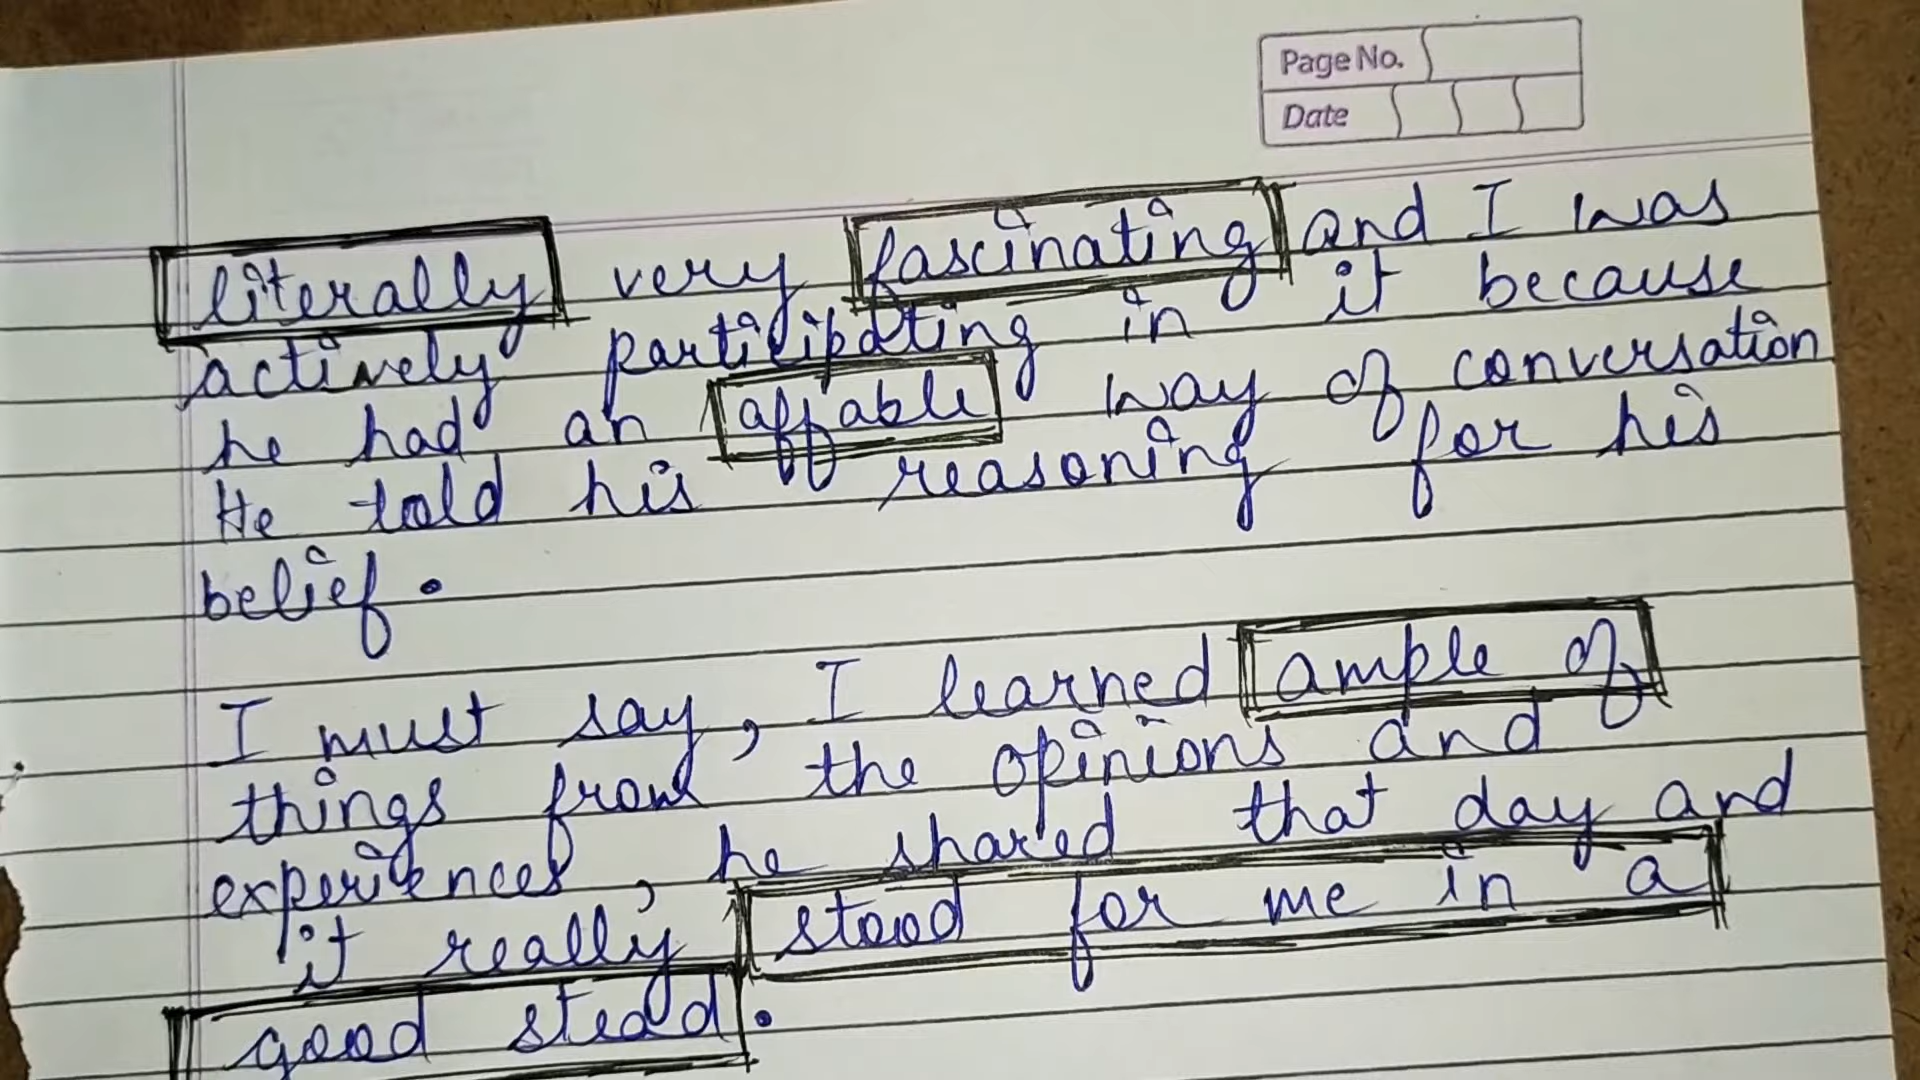 Page No.
Date
literally very fascinating and I was
actively participating in it because
he had an affable way of conversation
He told his reasoning for his
belief.
I must say, I learned ample of
things from the opinions and
experiences, he shared that day and
it really stood for me in a
good stead.